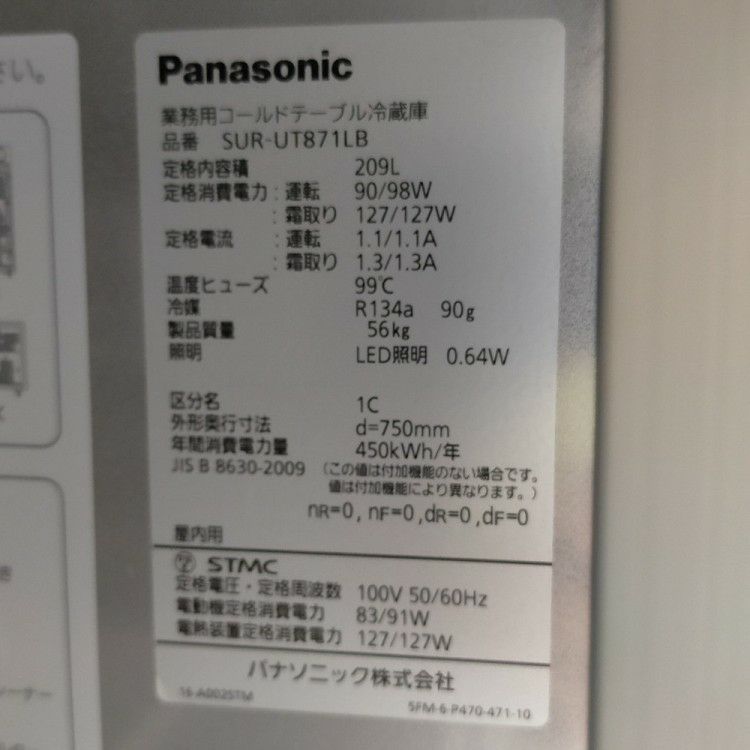 さい。
Panasonic
業務用コールドテーブル冷蔵庫
品番 SUR-UT871LB
定格内容積 209L
定格消費電力:運転 90/98W
:霜取り 127/127W
定格電流 :運転 1.1/1.1A
:霜取り 1.3/1.3A
温度ヒューズ 99℃
冷媒 R134a 90g
製品質量 56kg
照明 LED照明 0.64W
区分名 1C
外形奥行寸法 d=750mm
年間消費電力量 450kWh/年
JIS B 8630-2009 (この値は付加機能のない場合です。
値は付加機能により異なります。)
nR=0, nF=0,dR=0,dF=0
屋内用
STMC
定格電圧・定格周波数 100V 50/60Hz
電動機定格消費電力 83/91W
電熱装置定格消費電力 127/127W
パナソニック株式会社
16-A0025TM
SFM-6-P470-471-10